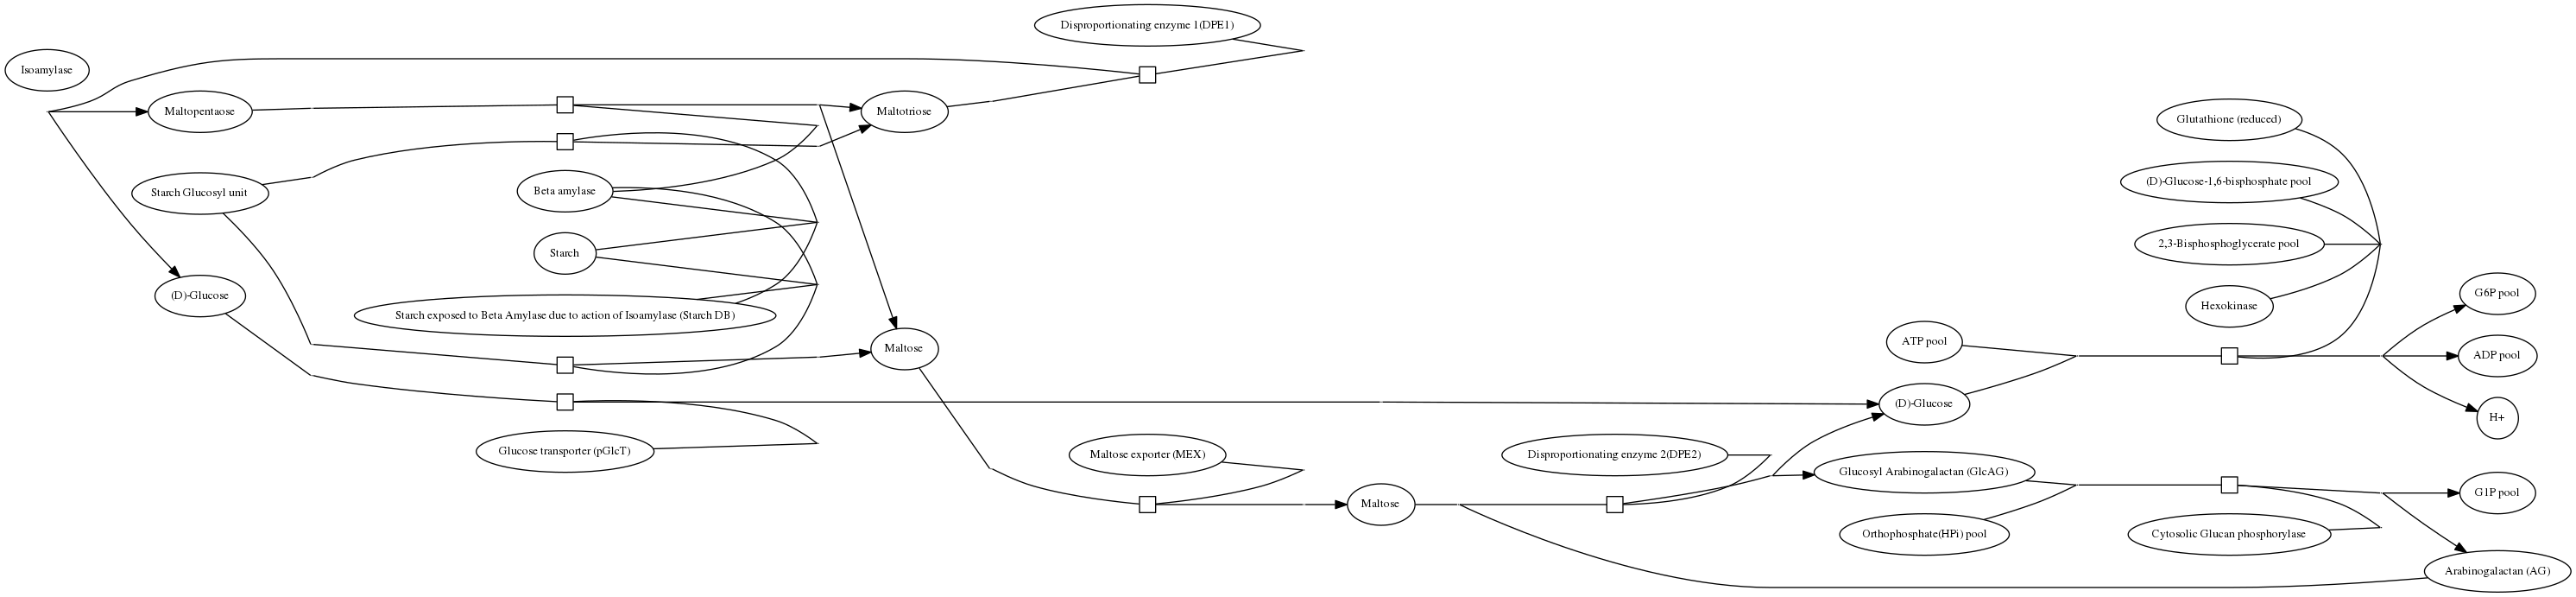 Disproportionating enzyme 1(DPE1)
Isoamylase
Maltopentaose
Maltotriose
Glutathione (reduced)
Starch Glucosyl unit
Beta amylase
(D)-Glucose-1,6-bisphosphate pool
Starch
2,3-Bisphosphoglycerate pool
(D)-Glucose
Starch exposed to Beta Amylase due to action of Isoamylase (Starch DB)
Hexokinase
G6P pool
Maltose
ATP pool
ADP pool
(D)-Glucose
H+
Glucose transporter (pGlcT)
Maltose exporter (MEX)
Disproportionating enzyme 2(DPE2)
Glucosyl Arabinogalactan (GlcAG)
Maltose
G1P pool
Orthophosphate(HPi) pool
Cytosolic Glucan phosphorylase
Arabinogalactan (AG)